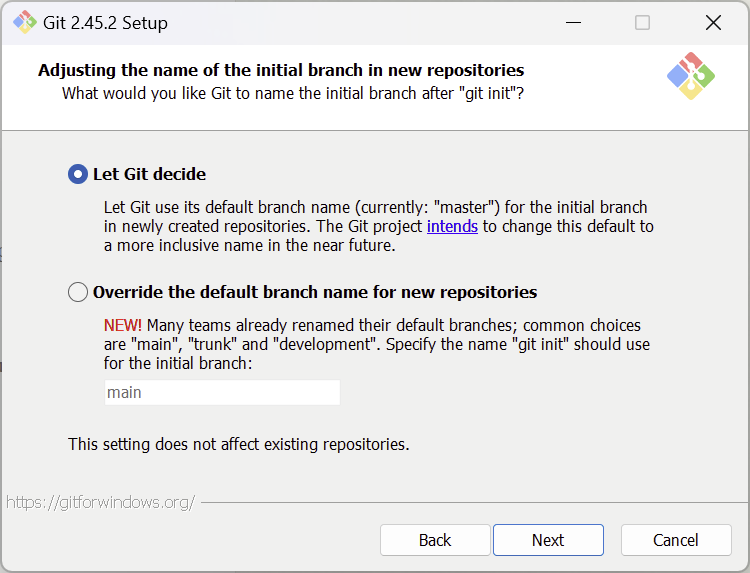 Git 2.45.2 Setup
Adjusting the name of the initial branch in new repositories
What would you like Git to name the initial branch after "git init"?
Let Git decide
Let Git use its default branch name (currently: "master") for the initial branch
in newly created repositories. The Git project intends to change this default to
a more inclusive name in the near future.
Override the default branch name for new repositories
NEW! Many teams already renamed their default branches; common choices
are "main", "trunk" and "development". Specify the name "git init" should use
for the initial branch:
main
This setting does not affect existing repositories.
https://gitforwindows.org/
Back
Next
Cancel